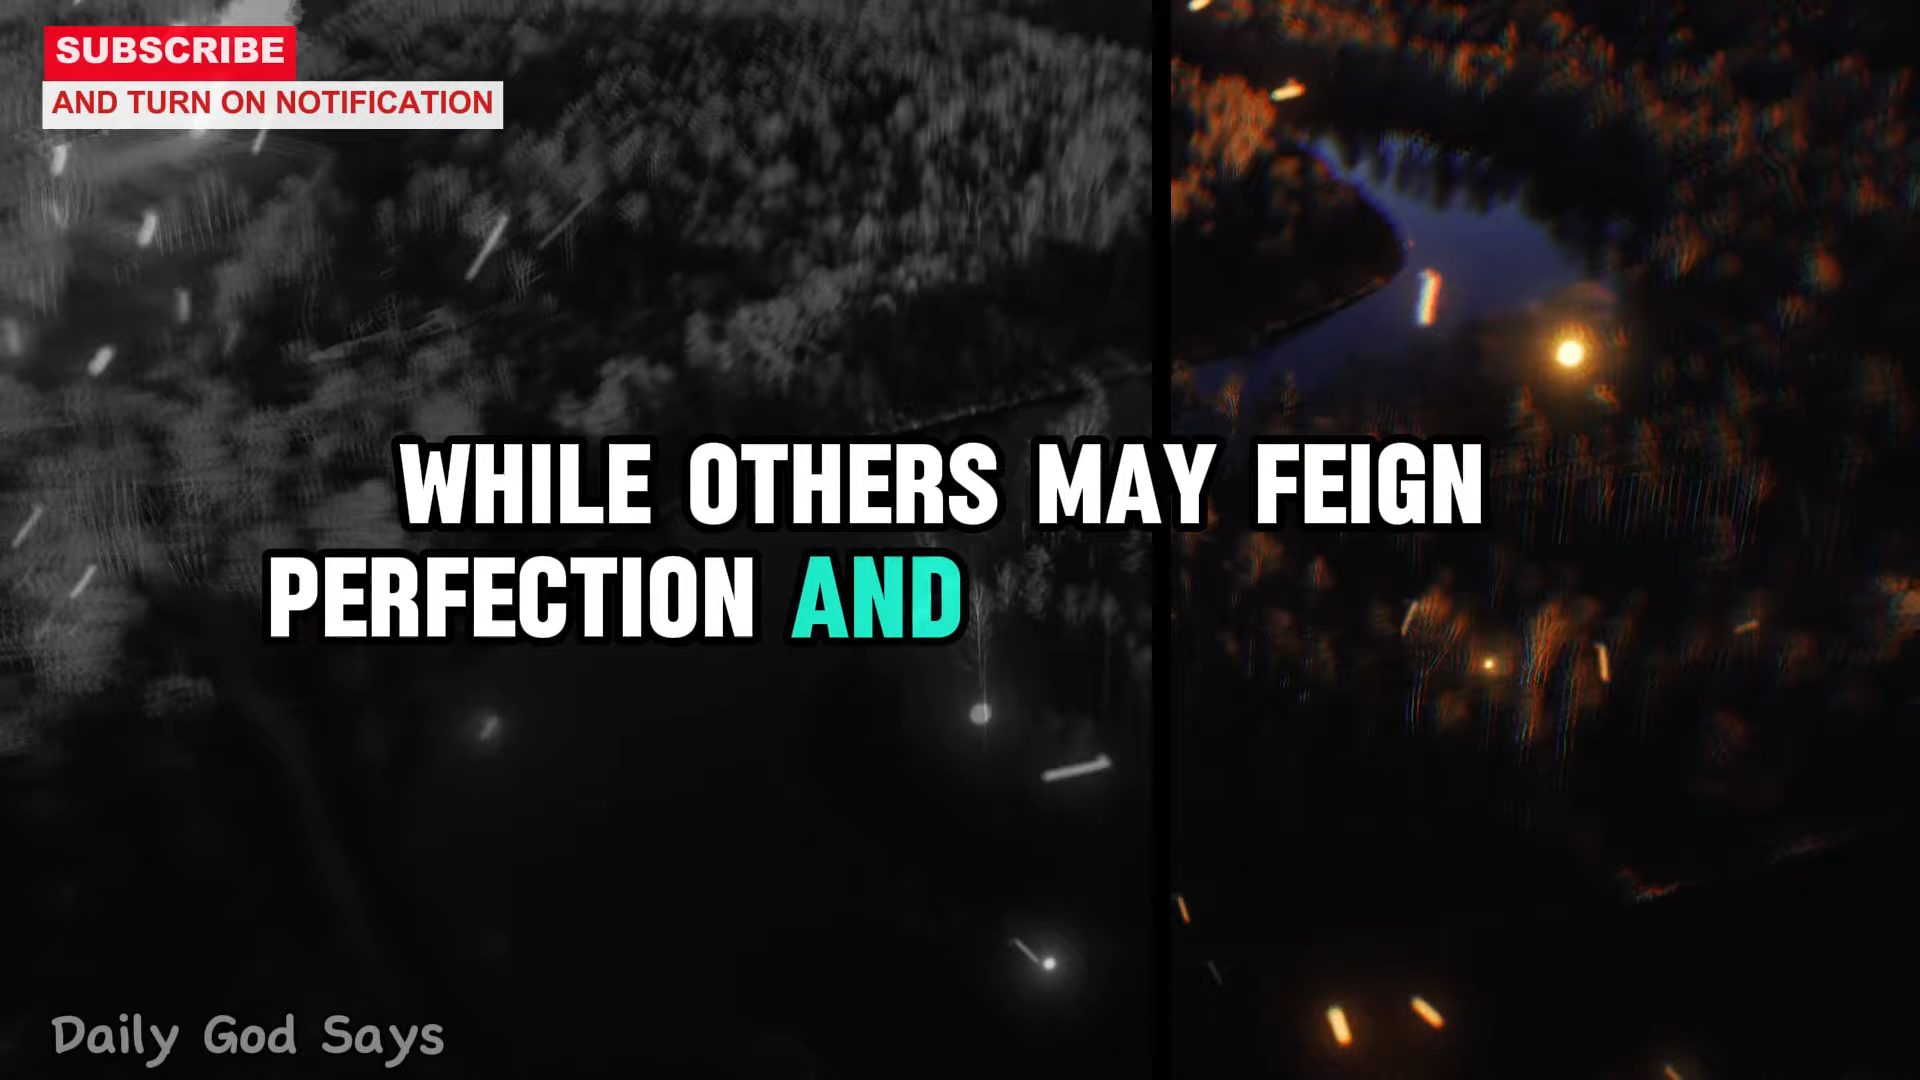 SUBSCRIBE
AND TURN ON NOTIFICATION
WHILE OTHERS MAY FEIGN
PERFECTION AND
Daily God Says